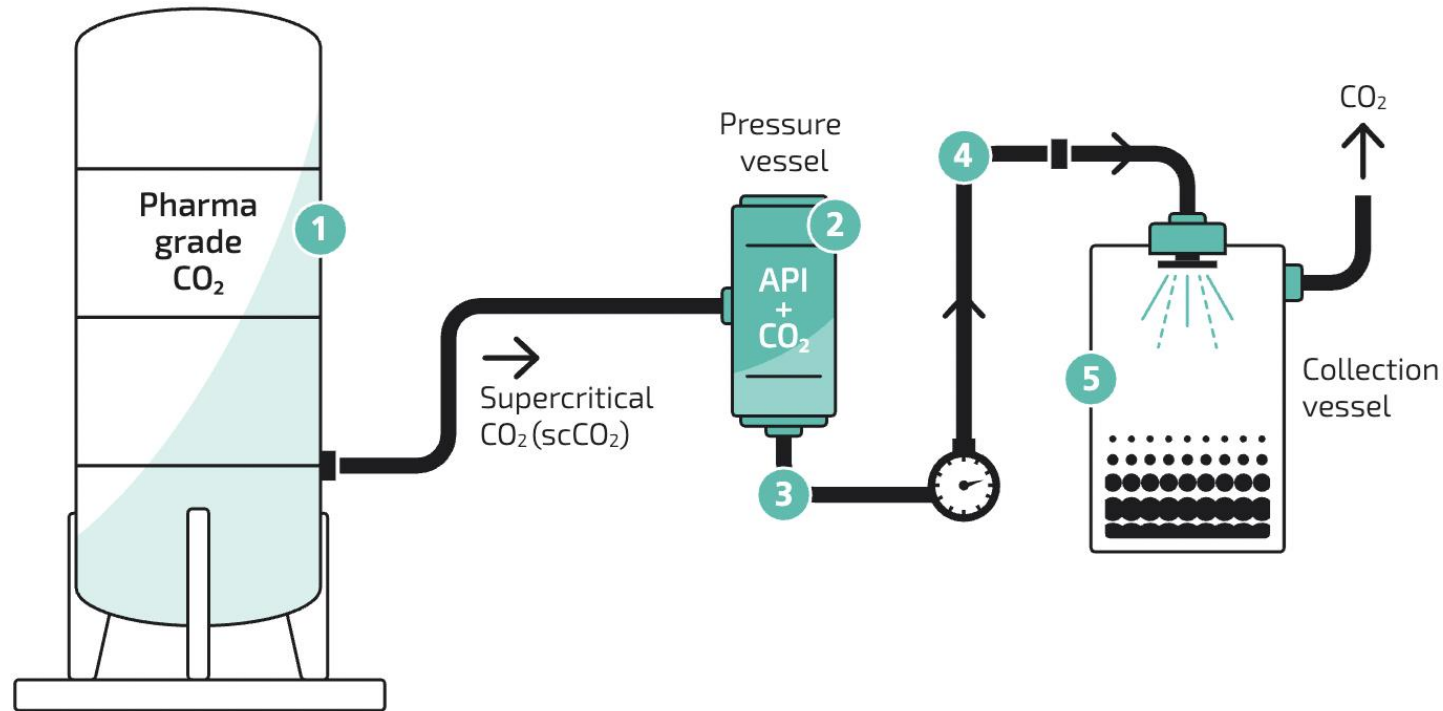 Pharma
grade
CO₂
1
Supercritical
CO₂ (scCO₂)
Pressure
vessel
2
API
+
CO₂
3
4
CO₂
5
Collection
vessel